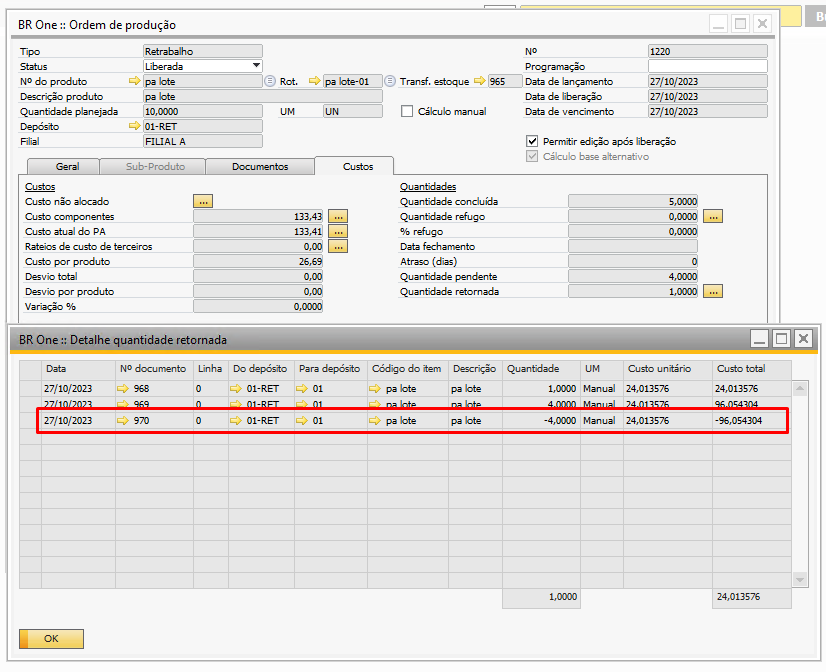 BR One :: Ordem de produção
Tipo Retrabalho Nº 1220
Status Liberada Programação
Nº do produto pa lote Rot. pa lote-01 Transf. estoque 965 Data de lançamento 27/10/2023
Descrição produto pa lote Data de liberação 27/10/2023
Quantidade planejada 10,0000 UM UN Cálculo manual Data de vencimento 27/10/2023
Depósito 01-RET
Filial FILIAL A Permitir edição após liberação
Cálculo base alternativo
Geral Sub-Produto Documentos Custos
Custos Quantidades
Custo não alocado ... Quantidade concluída 5,0000
Custo componentes 133,43 ... Quantidade refugo 0,0000 ...
Custo atual do PA 133,41 ... % refugo 0,0000
Rateios de custo de terceiros 0,00 ... Data fechamento
Custo por produto 26,69 Atraso (dias) 0
Desvio total 0,00 Quantidade pendente 4,0000
Desvio por produto 0,00 Quantidade retornada 1,0000 ...
Variação % 0,0000
BR One :: Detalhe quantidade retornada
Data Nº documento Linha Do depósito Para depósito Código do item Descrição Quantidade UM Custo unitário Custo total
27/10/2023 968 0 01-RET 01 pa lote pa lote 1,0000 Manual 24,013576 24,013576
27/10/2023 969 0 01-RET 01 pa lote pa lote 4,0000 Manual 24,013576 96,054304
27/10/2023 970 0 01-RET 01 pa lote pa lote -4,0000 Manual 24,013576 -96,054304
1,0000 24,013576
OK